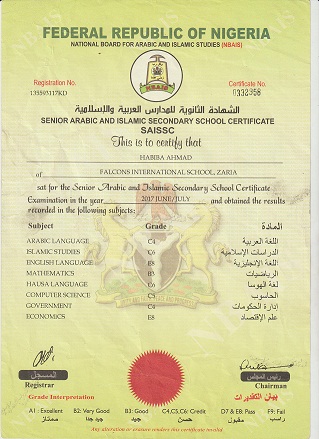 FEDERAL REPUBLIC OF NIGERIA
NATIONAL BOARD FOR ARABIC AND ISLAMIC STUDIES (NBAIS)
Registration No. Certificate No.
135593117KD 0332958
الشهادة الثانوية للمدارس العربية والإسلامية
SENIOR ARABIC AND ISLAMIC SECONDARY SCHOOL CERTIFICATE
SAISSC
This is to certify that
HABIBA AHMAD
of FALCONS INTERNATIONAL SCHOOL, ZARIA
sat for the Senior Arabic and Islamic Secondary School Certificate
Examination in the year 2017 JUNE/JULY and obtained the results
recorded in the following subjects:
Subject Grade المادة
ARABIC LANGUAGE C4 اللغة العربية
ISLAMIC STUDIES C6 الدراسات الإسلامية
ENGLISH LANGUAGE E8 اللغة الإنجليزية
MATHEMATICS B3 الرياضيات
HAUSA LANGUAGE C6 لغة الهوسا
COMPUTER SCIENCE C5 الحاسوب
GOVERNMENT C4 إدارة الحكومات
ECONOMICS E8 علم الإقتصاد
المسجل رئيس المجلس
Registrar Chairman
Grade Interpretation بيان التقديرات
A1 : Excellent B2: Very Good B3: Good C4,C5,C6: Credit D7 & E8: Pass F9: Fail
ممتاز جيد جدا جيد حسن مقبول راسب
Any alteration or erasure renders this certificate invalid